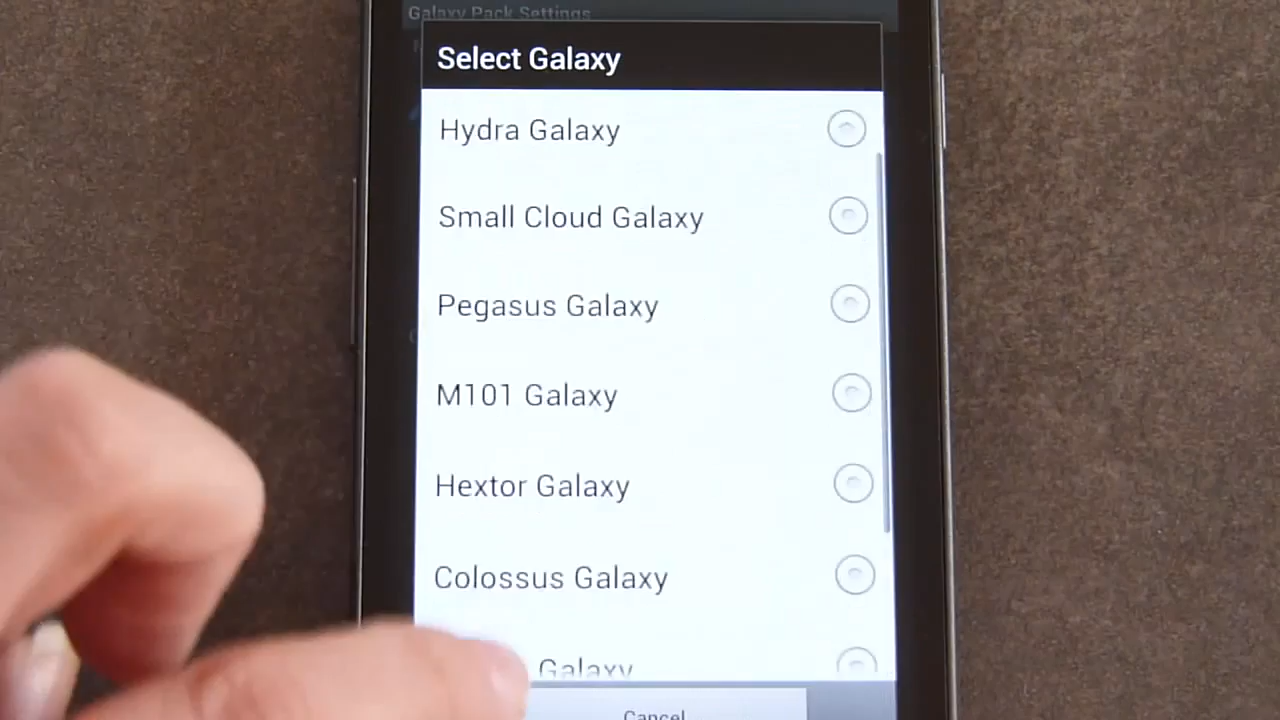 Galaxy Pack Settings
Select Galaxy
Hydra Galaxy
Small Cloud Galaxy
Pegasus Galaxy
M101 Galaxy
Hextor Galaxy
Colossus Galaxy
Galaxy
Cancel